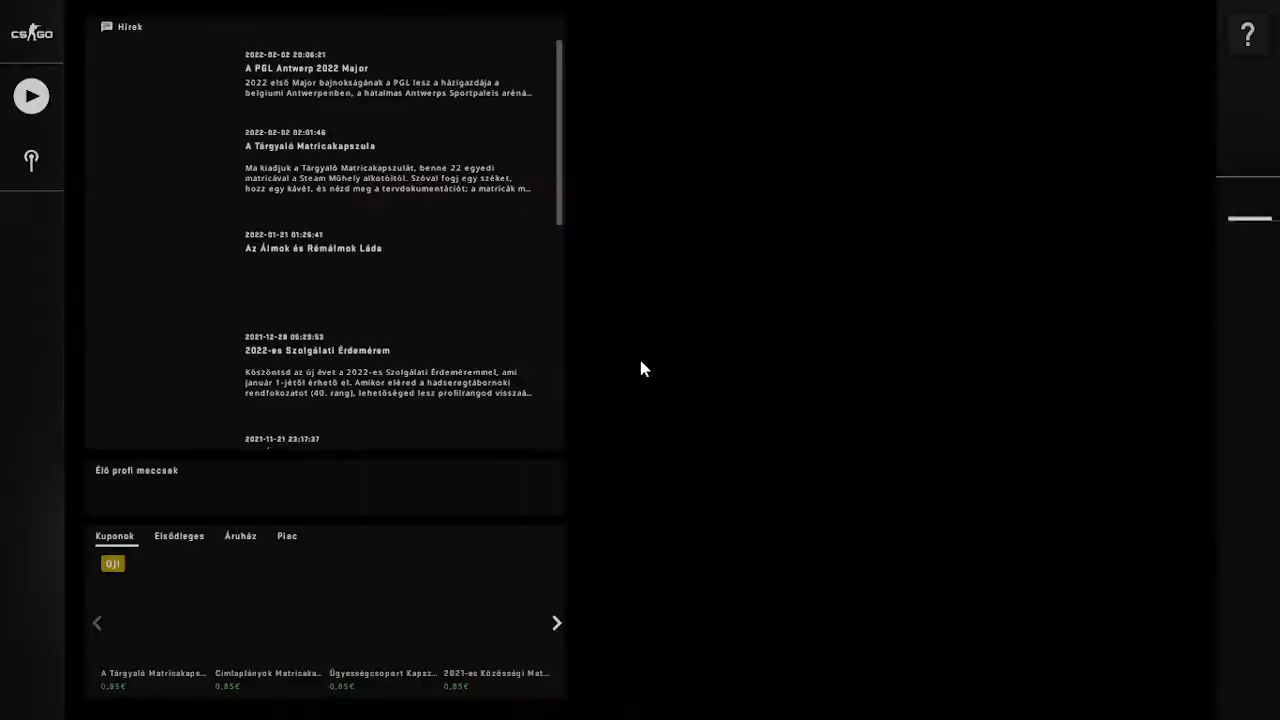 CS GO
Hírek
?
2022-02-02 20:06:21
A PGL Antwerp 2022 Major
2022 első Major bajnokságának a PGL lesz a házigazdája a
belgiumi Antwerpenben, a hatalmas Antwerps Sportpaleis aréná...
2022-02-02 02:01:46
A Tárgyaló Matricakapszula
Ma kiadjuk a Tárgyaló Matricakapszulát, benne 22 egyedi
matricával a Steam Műhely alkotóitól. Szóval fogj egy széket,
hozz egy kávét, és nézd meg a tervdokumentációt; a matricák m...
2022-01-21 01:26:41
Az Álmok és Rémálmok Láda
2021-12-28 05:29:53
2022-es Szolgálati Érdemérem
Köszöntsd az új évet a 2022-es Szolgálati Érdeméremmel, ami
január 1-jétől érhető el. Amikor eléred a hadseregtábornoki
rendfokozatot (40. rang), lehetőséged lesz profilrangod visszaá...
2021-11-21 23:17:37
Élő profi meccsek
Kuponok Elsődleges Áruház Piac
Új!
A Tárgyaló Matricakaps... Címlaplányok Matricaka... Ügyességcsoport Kapsz... 2021-es Közösségi Mat...
0,85€ 0,85€ 0,85€ 0,85€